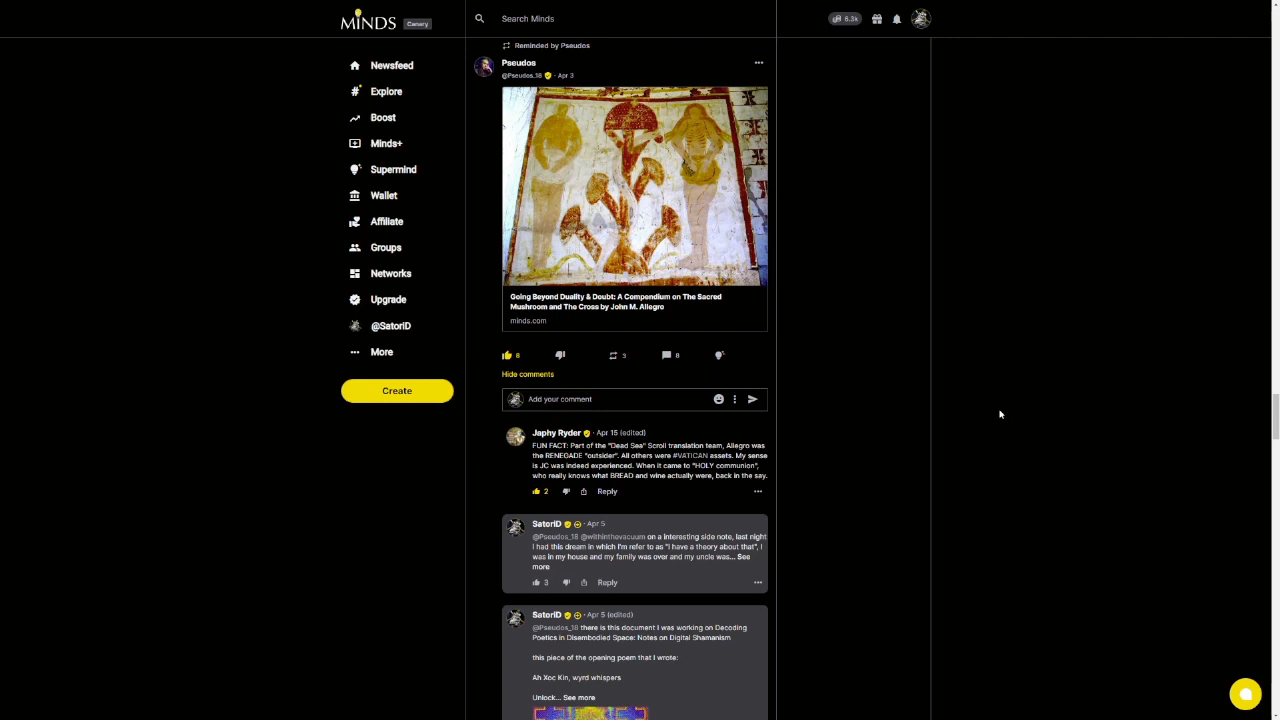 MINDS
Canary
Search Minds
6.3k
Newsfeed
Explore
Boost
Minds+
Supermind
Wallet
Affiliate
Groups
Networks
Upgrade
@SatoriD
More
Create
Reminded by Pseudos
Pseudos
@Pseudos_18 · Apr 3
Going Beyond Duality & Doubt: A Compendium on The Sacred
Mushroom and The Cross by John M. Allegro
minds.com
8 3 8
Hide comments
Add your comment
Japhy Ryder · Apr 15 (edited)
FUN FACT: Part of the "Dead Sea" Scroll translation team, Allegro was
the RENEGADE "outsider". All others were #VATICAN assets. My sense
is JC was indeed experienced. When it came to "HOLY communion",
who really knows what BREAD and wine actually were, back in the say.
2 Reply
SatoriD · Apr 5
@Pseudos_18 @withinthevacuum on a interesting side note, last night
I had this dream in which I'm refer to as "I have a theory about that", I
was in my house and my family was over and my uncle was... See
more
3 Reply
SatoriD · Apr 5 (edited)
@Pseudos_18 there is this document I was working on Decoding
Poetics in Disembodied Space: Notes on Digital Shamanism
this piece of the opening poem that I wrote:
Ah Xoc Kin, wyrd whispers
Unlock... See more